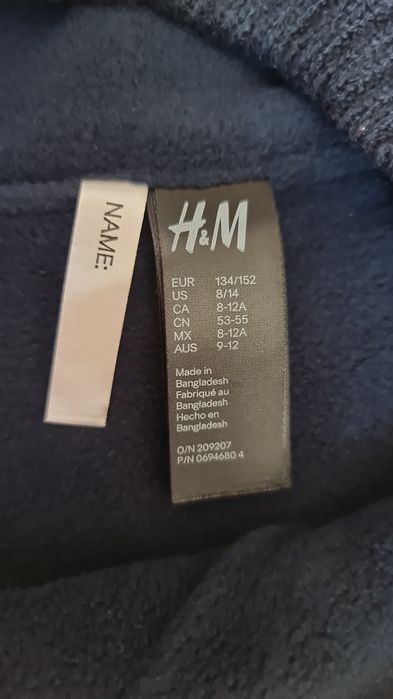 NAME:
H&M
EUR 134/152
US 8/14
CA 8-12A
CN 53-55
MX 8-12A
AUS 9-12
Made in
Bangladesh
Fabriqué au
Bangladesh
Hecho en
Bangladesh
O/N 209207
P/N 0694680 4